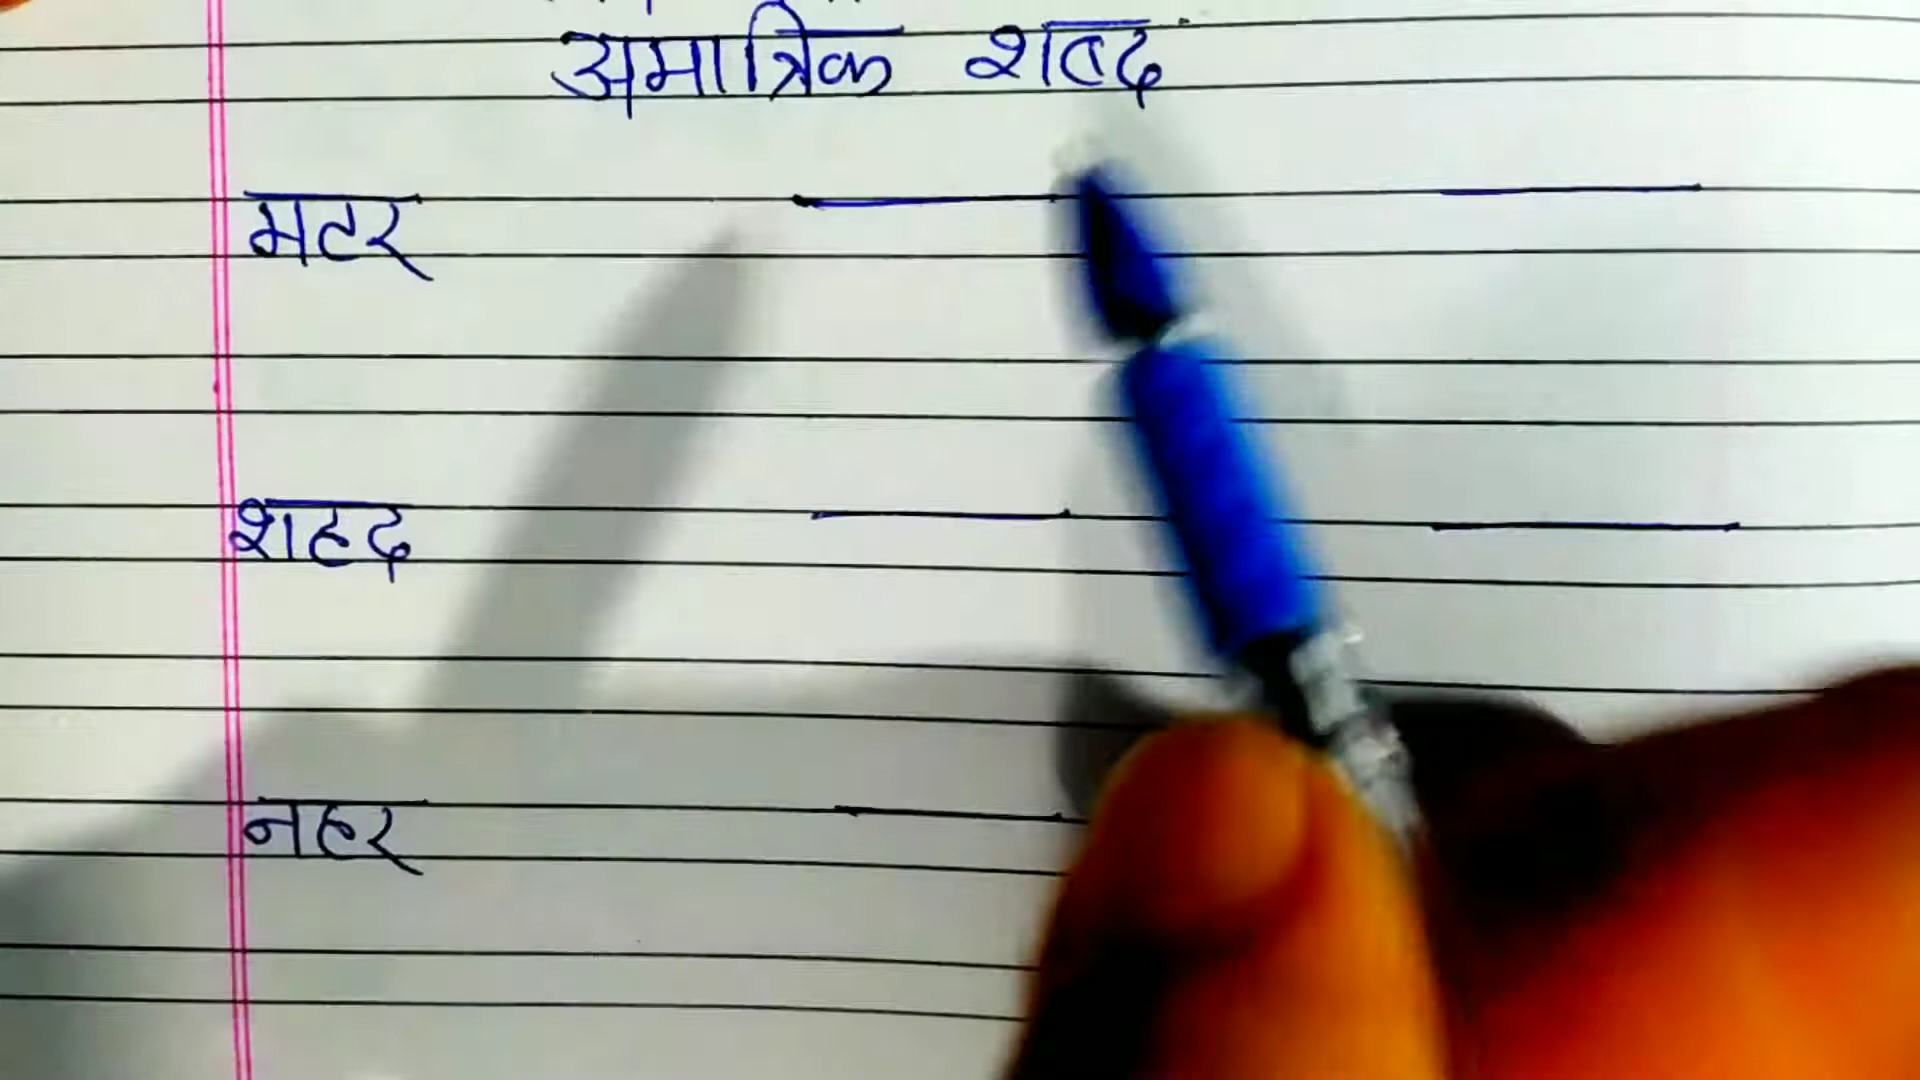 अमात्रिक शब्द
मटर
शहद
नहर